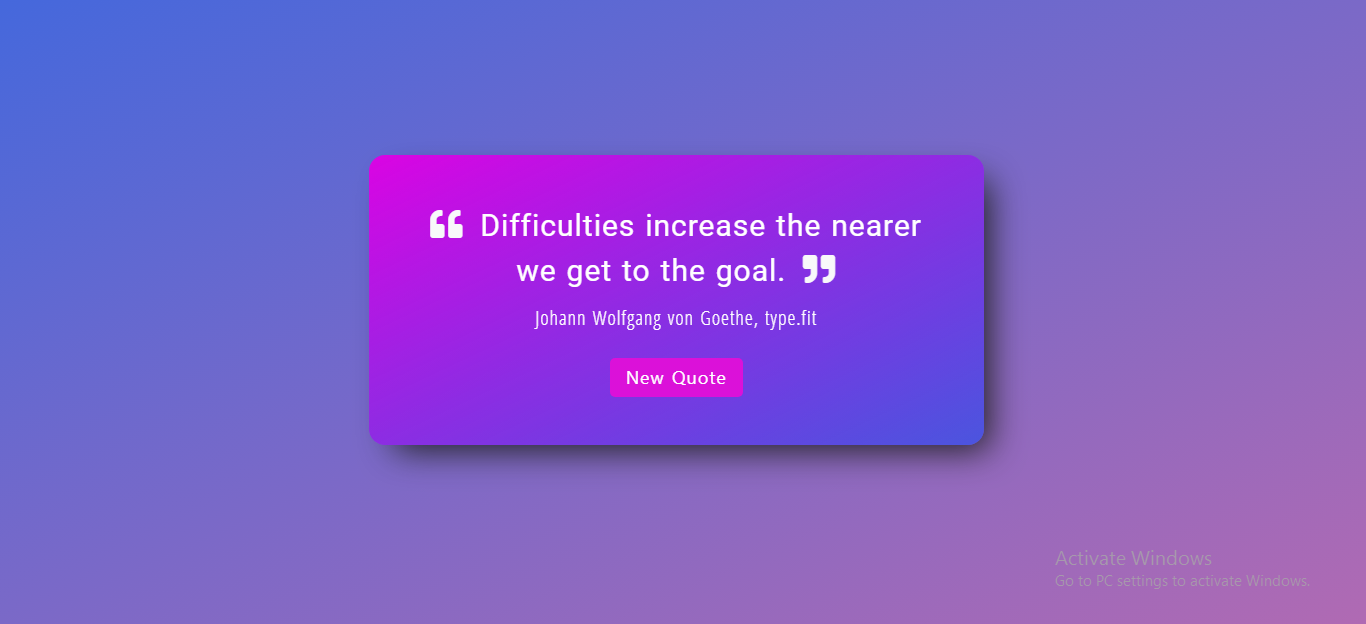 ❝ Difficulties increase the nearer
we get to the goal. ❞
Johann Wolfgang von Goethe, type.fit
New Quote
Activate Windows
Go to PC settings to activate Windows.